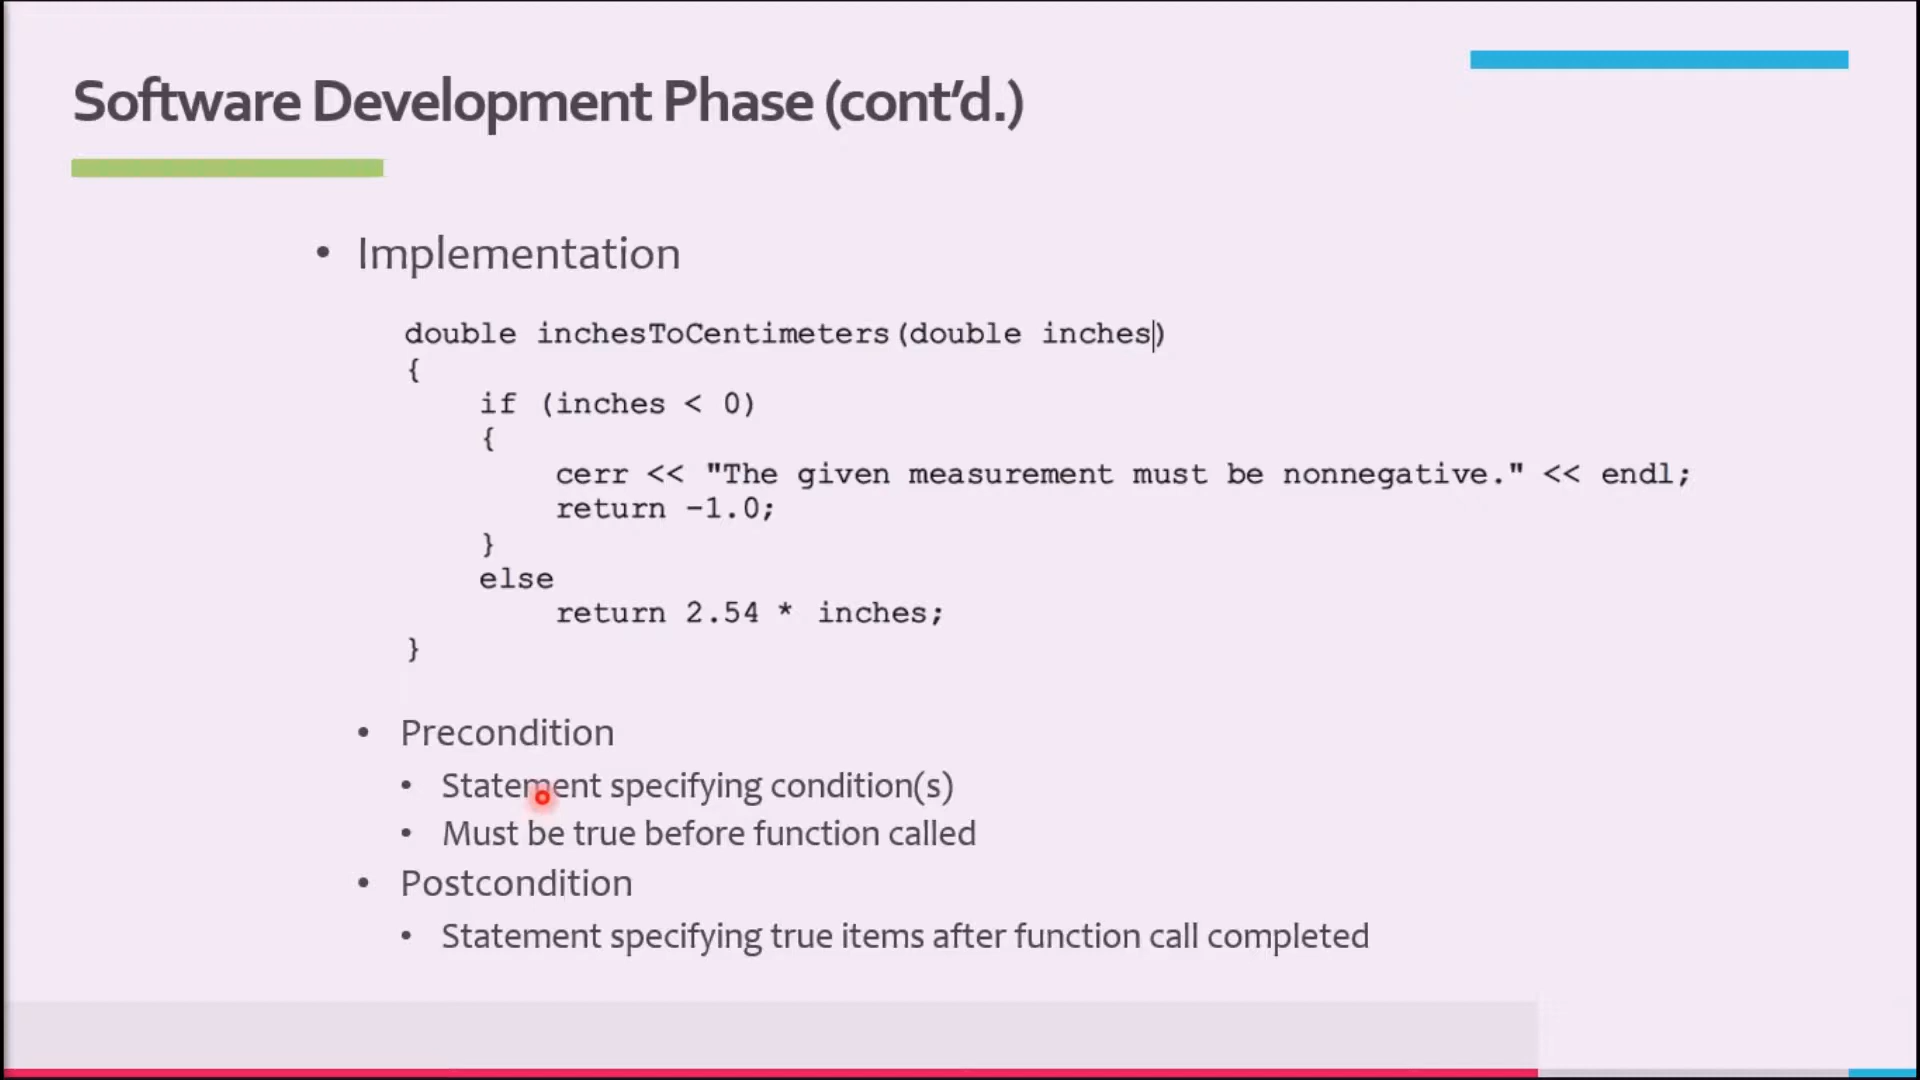 Software Development Phase (cont’d.)
• Implementation
double inchesToCentimeters(double inches)
{
    if (inches < 0)
    {
        cerr << "The given measurement must be nonnegative." << endl;
        return -1.0;
    }
    else
        return 2.54 * inches;
}
• Precondition
• Statement specifying condition(s)
• Must be true before function called
• Postcondition
• Statement specifying true items after function call completed